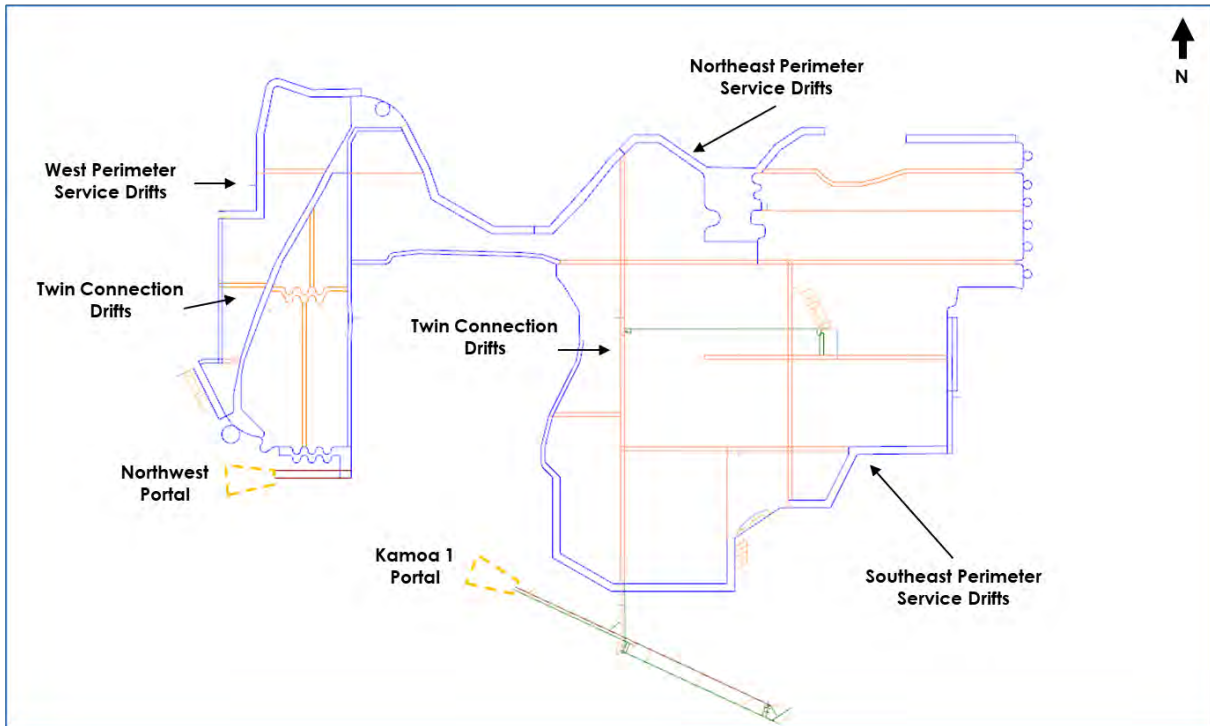 N
Northeast Perimeter
Service Drifts
West Perimeter
Service Drifts
Twin Connection
Drifts
Twin Connection
Drifts
Northwest
Portal
Kamoa 1
Portal
Southeast Perimeter
Service Drifts